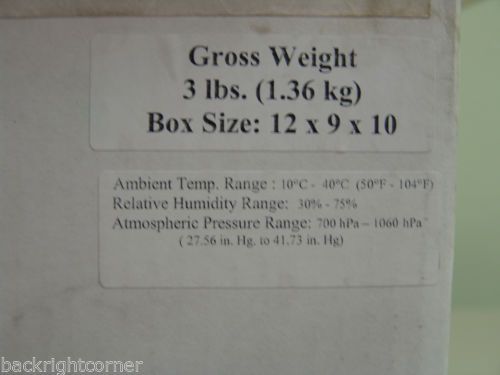 Gross Weight
3 lbs. (1.36 kg)
Box Size: 12 x 9 x 10
Ambient Temp. Range : 10°C - 40°C (50°F - 104°F)
Relative Humidity Range: 30% - 75%
Atmospheric Pressure Range: 700 hPa – 1060 hPa
( 27.56 in. Hg. to 41.73 in. Hg)
backrightcorner